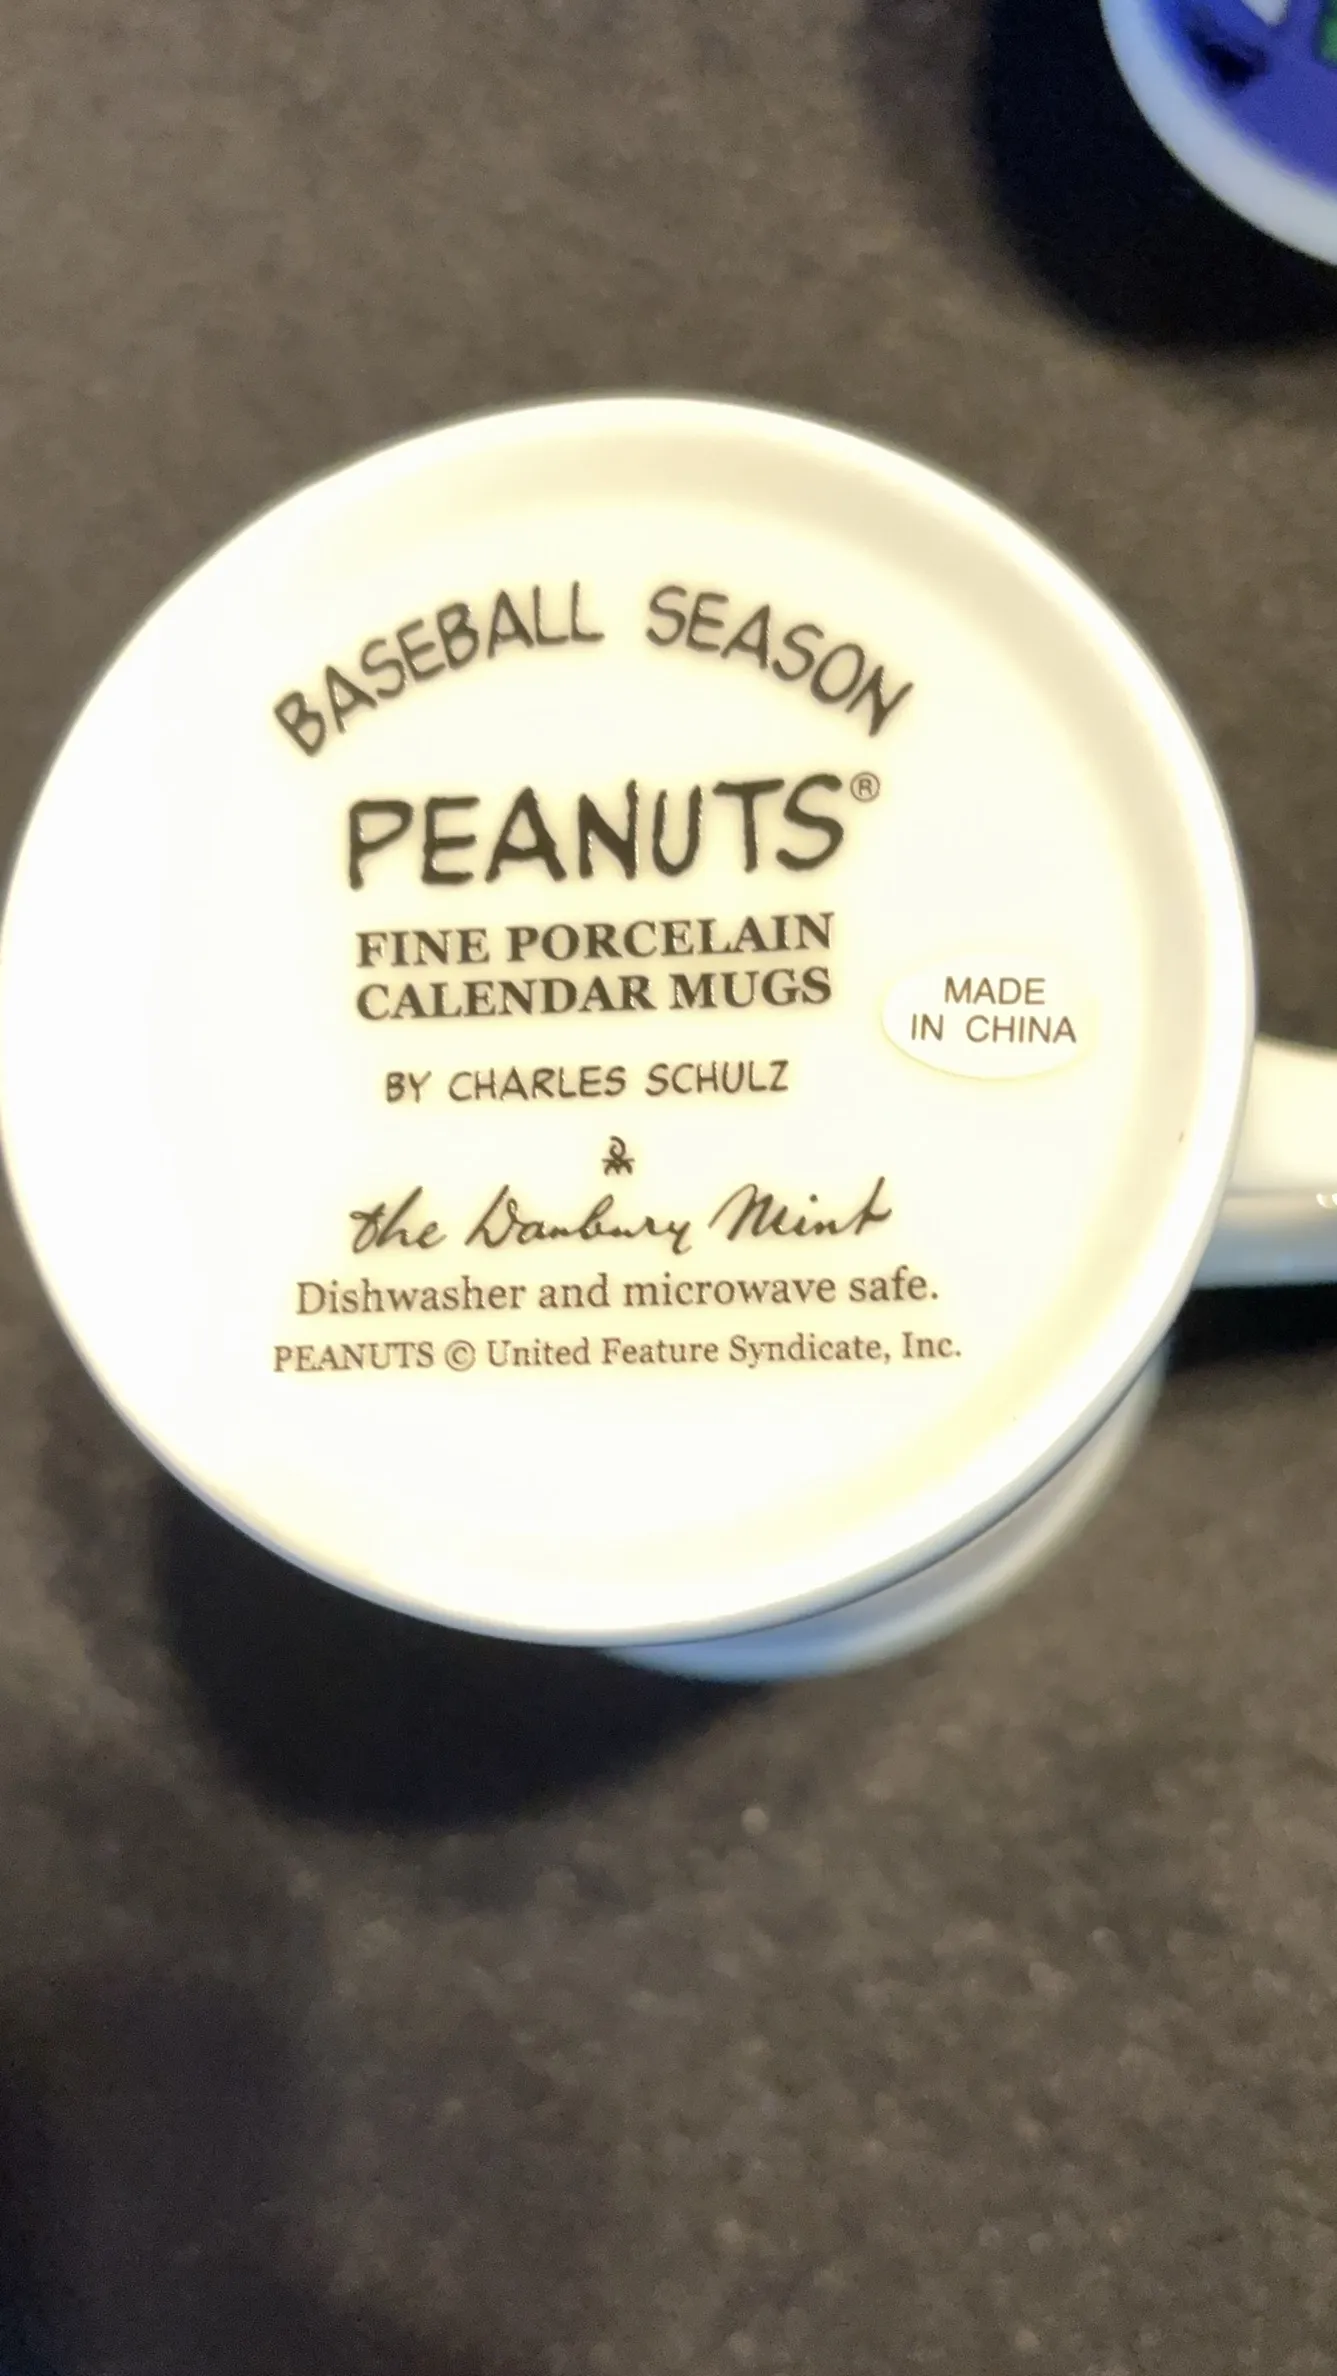 BASEBALL SEASON
PEANUTS®
FINE PORCELAIN
CALENDAR MUGS
BY CHARLES SCHULZ
the Danbury Mint
Dishwasher and microwave safe.
PEANUTS © United Feature Syndicate, Inc.
MADE
IN CHINA